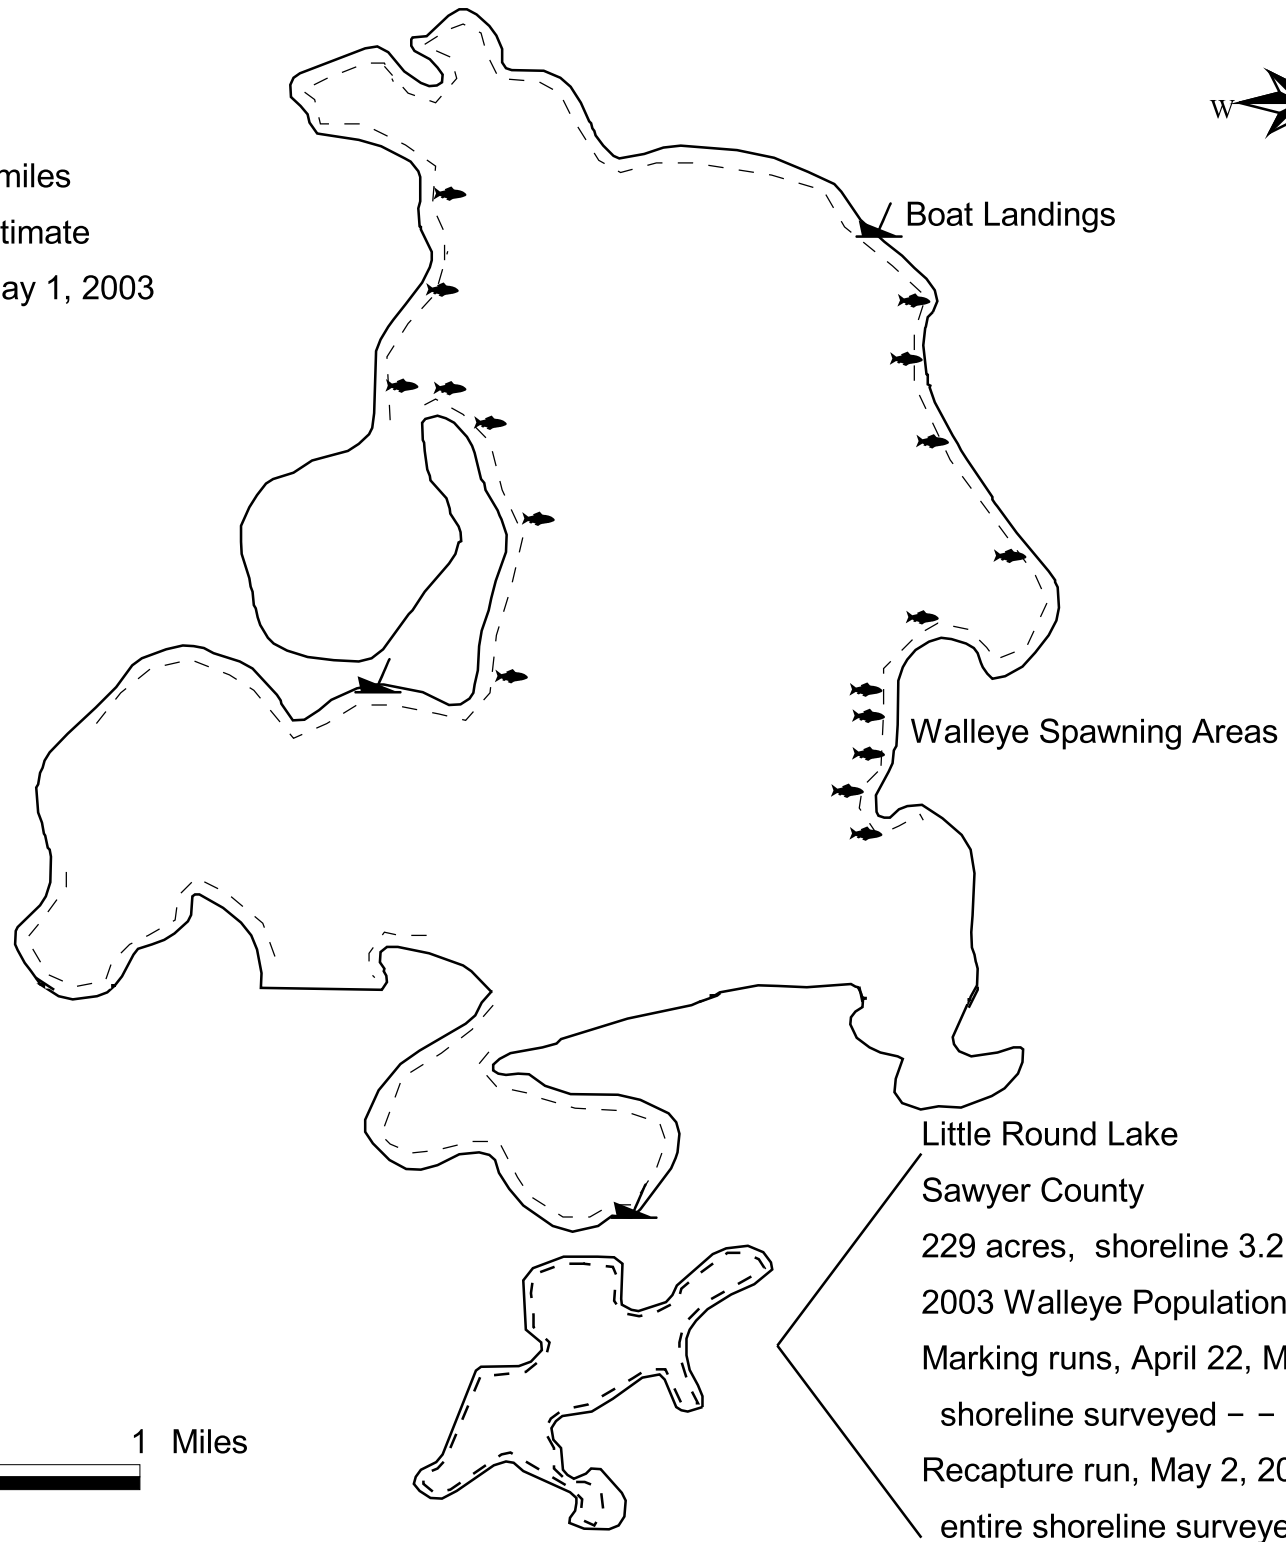 W
miles
timate
ay 1, 2003
Boat Landings
Walleye Spawning Areas
Little Round Lake
Sawyer County
229 acres, shoreline 3.2
2003 Walleye Population
Marking runs, April 22, M
shoreline surveyed – –
Recapture run, May 2, 20
entire shoreline surveye
1 Miles